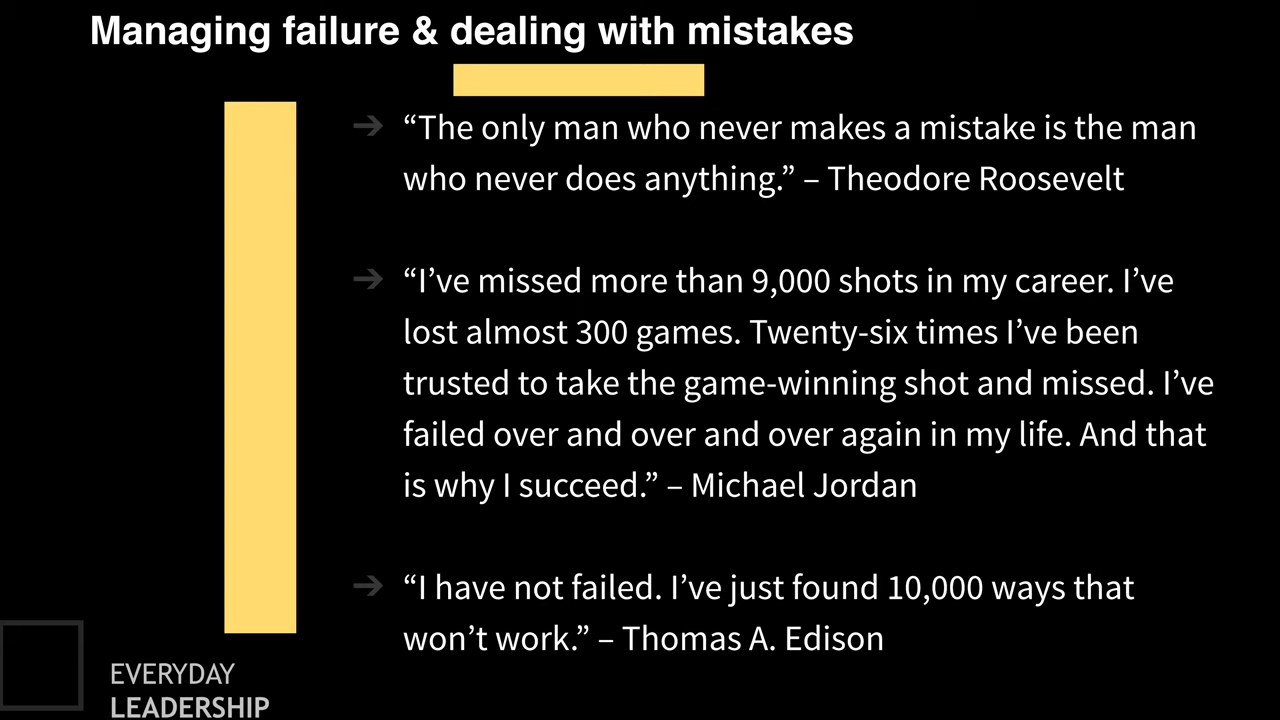 Managing failure & dealing with mistakes
➔ “The only man who never makes a mistake is the man
who never does anything.” – Theodore Roosevelt
➔ “I’ve missed more than 9,000 shots in my career. I’ve
lost almost 300 games. Twenty-six times I’ve been
trusted to take the game-winning shot and missed. I’ve
failed over and over and over again in my life. And that
is why I succeed.” – Michael Jordan
➔ “I have not failed. I’ve just found 10,000 ways that
won’t work.” – Thomas A. Edison
EVERYDAY
LEADERSHIP